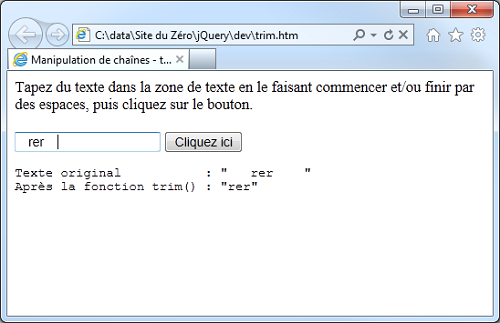 C:\data\Site du Zéro\jQuery\dev\trim.htm
Manipulation de chaînes - t...
Tapez du texte dans la zone de texte en le faisant commencer et/ou finir par
des espaces, puis cliquez sur le bouton.
rer Cliquez ici
Texte original           : "   rer    "
Après la fonction trim() : "rer"